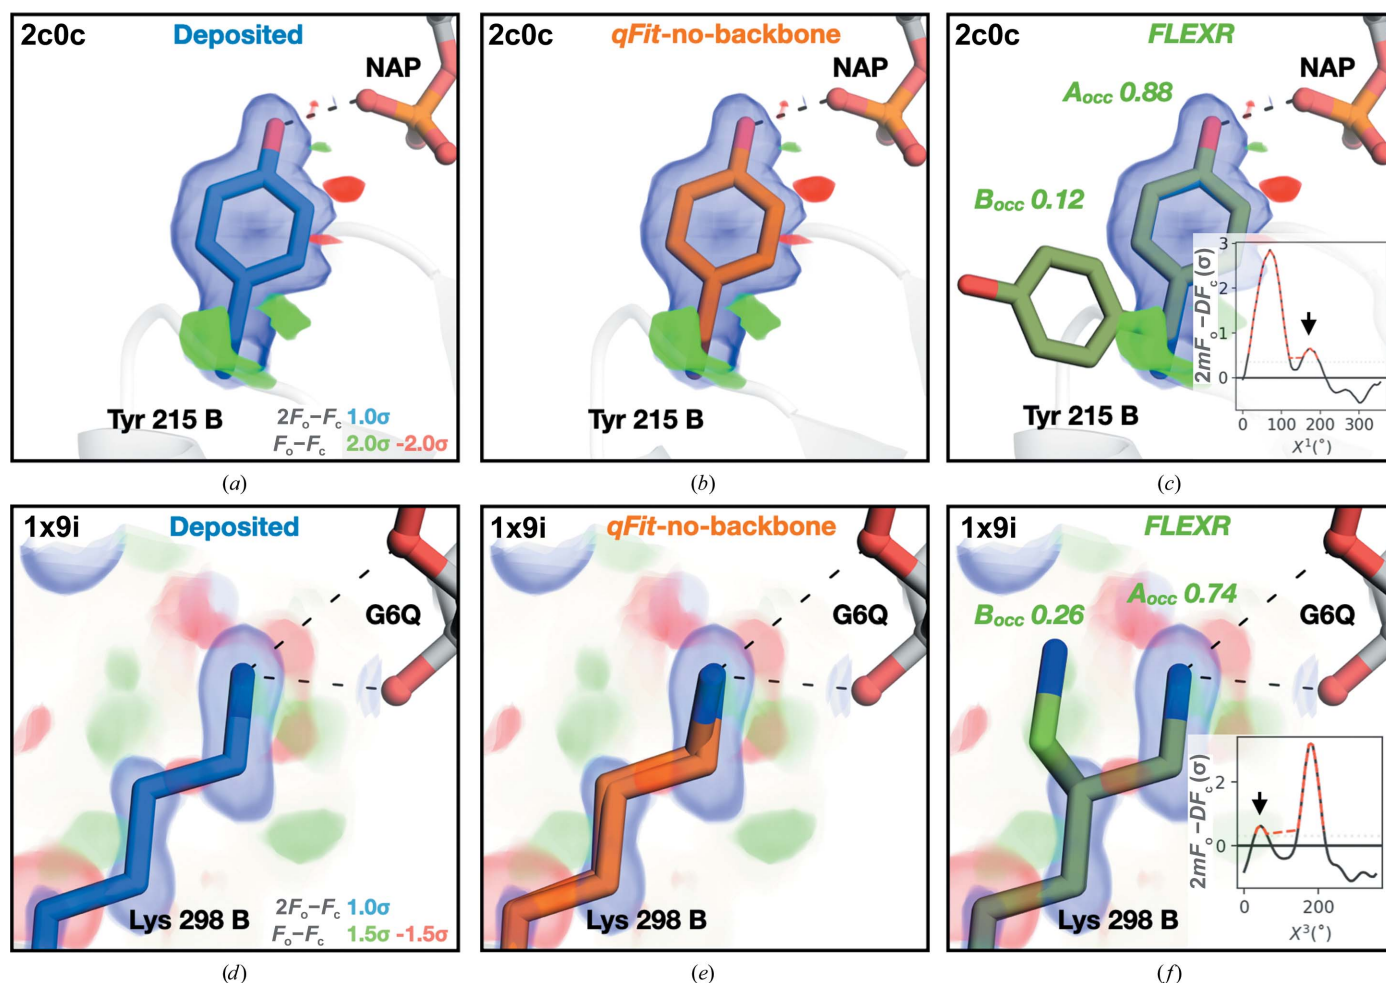 2c0c
Deposited
NAP
Tyr 215 B
2Fo−Fc 1.0σ
Fo−Fc 2.0σ -2.0σ
(a)
2c0c
qFit-no-backbone
NAP
Tyr 215 B
(b)
2c0c
FLEXR
NAP
Aocc 0.88
Bocc 0.12
Tyr 215 B
2mFo−DFc(σ)
3
2
1
0
0 100 200 300
X¹(°)
(c)
1x9i
Deposited
G6Q
Lys 298 B
2Fo−Fc 1.0σ
Fo−Fc 1.5σ -1.5σ
(d)
1x9i
qFit-no-backbone
G6Q
Lys 298 B
(e)
1x9i
FLEXR
Aocc 0.74
Bocc 0.26
G6Q
Lys 298 B
2mFo−DFc(σ)
2
0
0 200
X³(°)
(f)